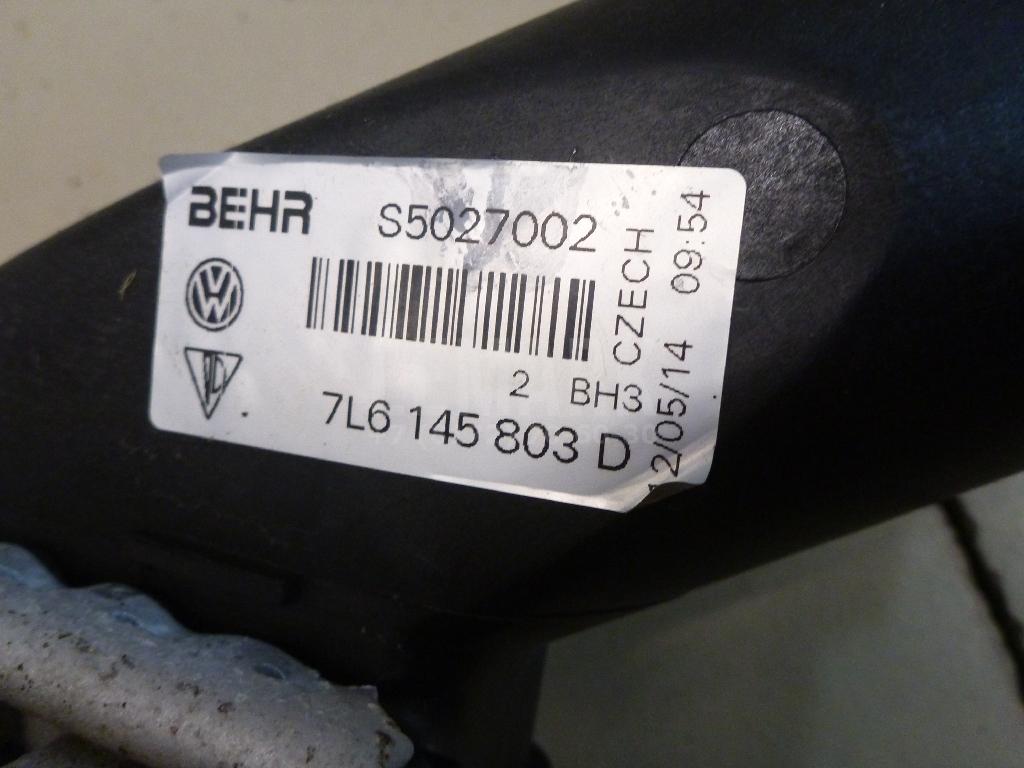 BEHR
S5027002
2 BH3
7L6 145 803 D
CZECH
12/05/14 09:54